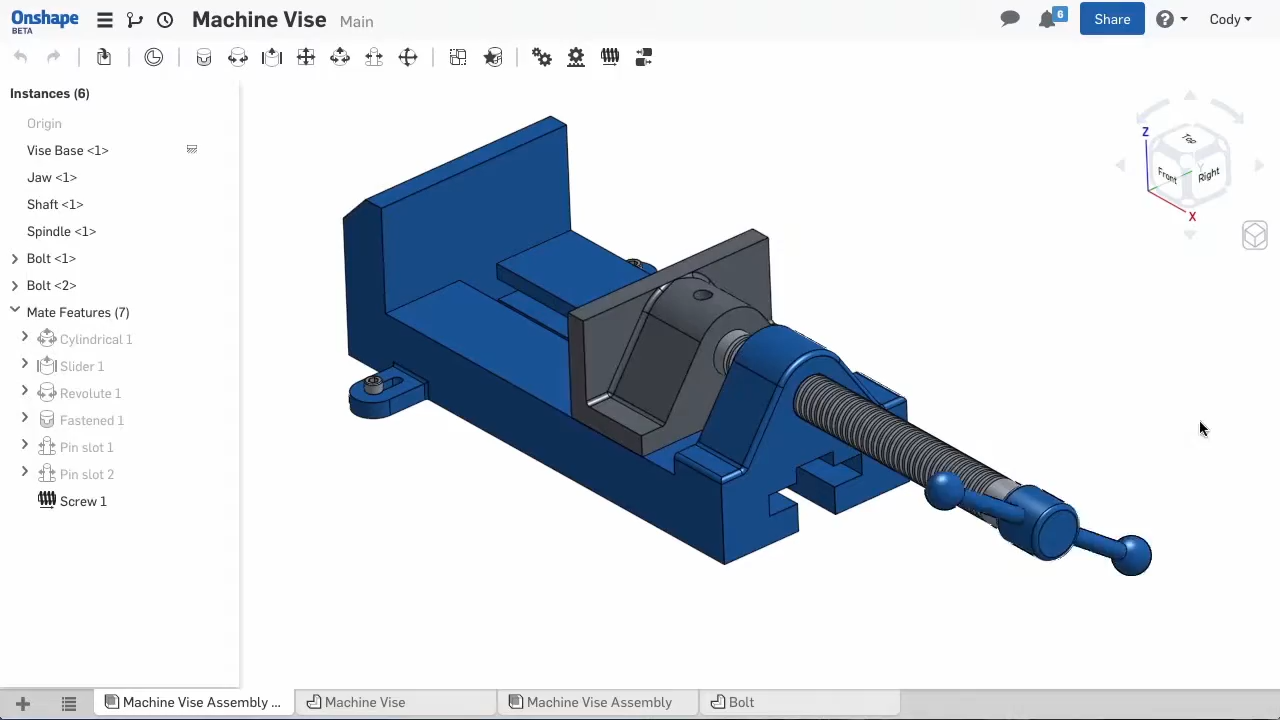 Onshape
BETA
Machine Vise Main
6
Share
Cody
Instances (6)
Origin
Vise Base <1>
Jaw <1>
Shaft <1>
Spindle <1>
Bolt <1>
Bolt <2>
Mate Features (7)
Cylindrical 1
Slider 1
Revolute 1
Fastened 1
Pin slot 1
Pin slot 2
Screw 1
Z
Top
Front
Y
Right
X
Machine Vise Assembly ...
Machine Vise
Machine Vise Assembly
Bolt